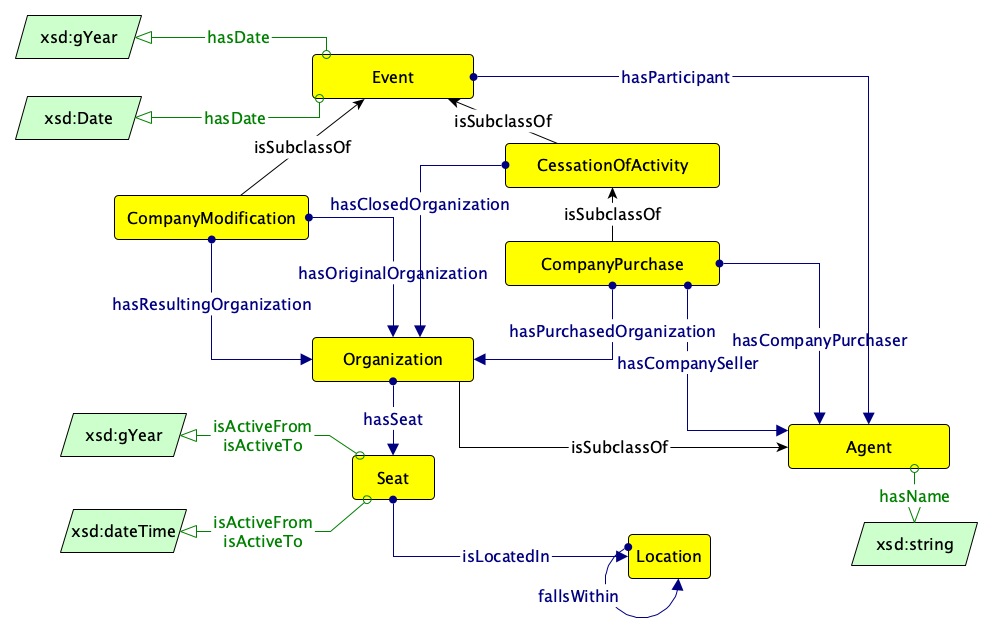 xsd:gYear
hasDate
Event
hasParticipant
xsd:Date
hasDate
isSubclassOf
isSubclassOf
CessationOfActivity
hasClosedOrganization
CompanyModification
isSubclassOf
CompanyPurchase
hasOriginalOrganization
hasResultingOrganization
hasPurchasedOrganization
hasCompanyPurchaser
hasCompanySeller
Organization
hasSeat
isActiveFrom
isActiveTo
xsd:gYear
isSubclassOf
Agent
Seat
hasName
isActiveFrom
isActiveTo
xsd:dateTime
xsd:string
isLocatedIn
Location
fallsWithin